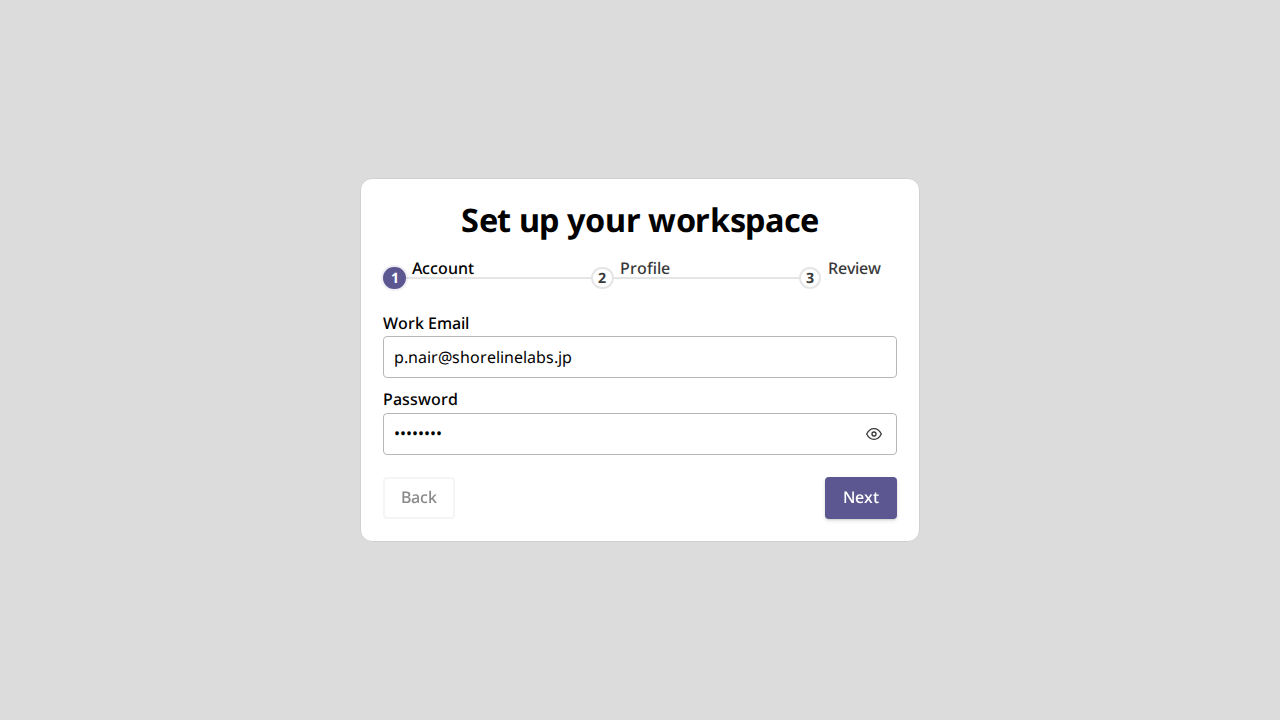 Set up your workspace
1 Account 2 Profile 3 Review
Work Email
p.nair@shorelinelabs.jp
Password
••••••••
Back Next